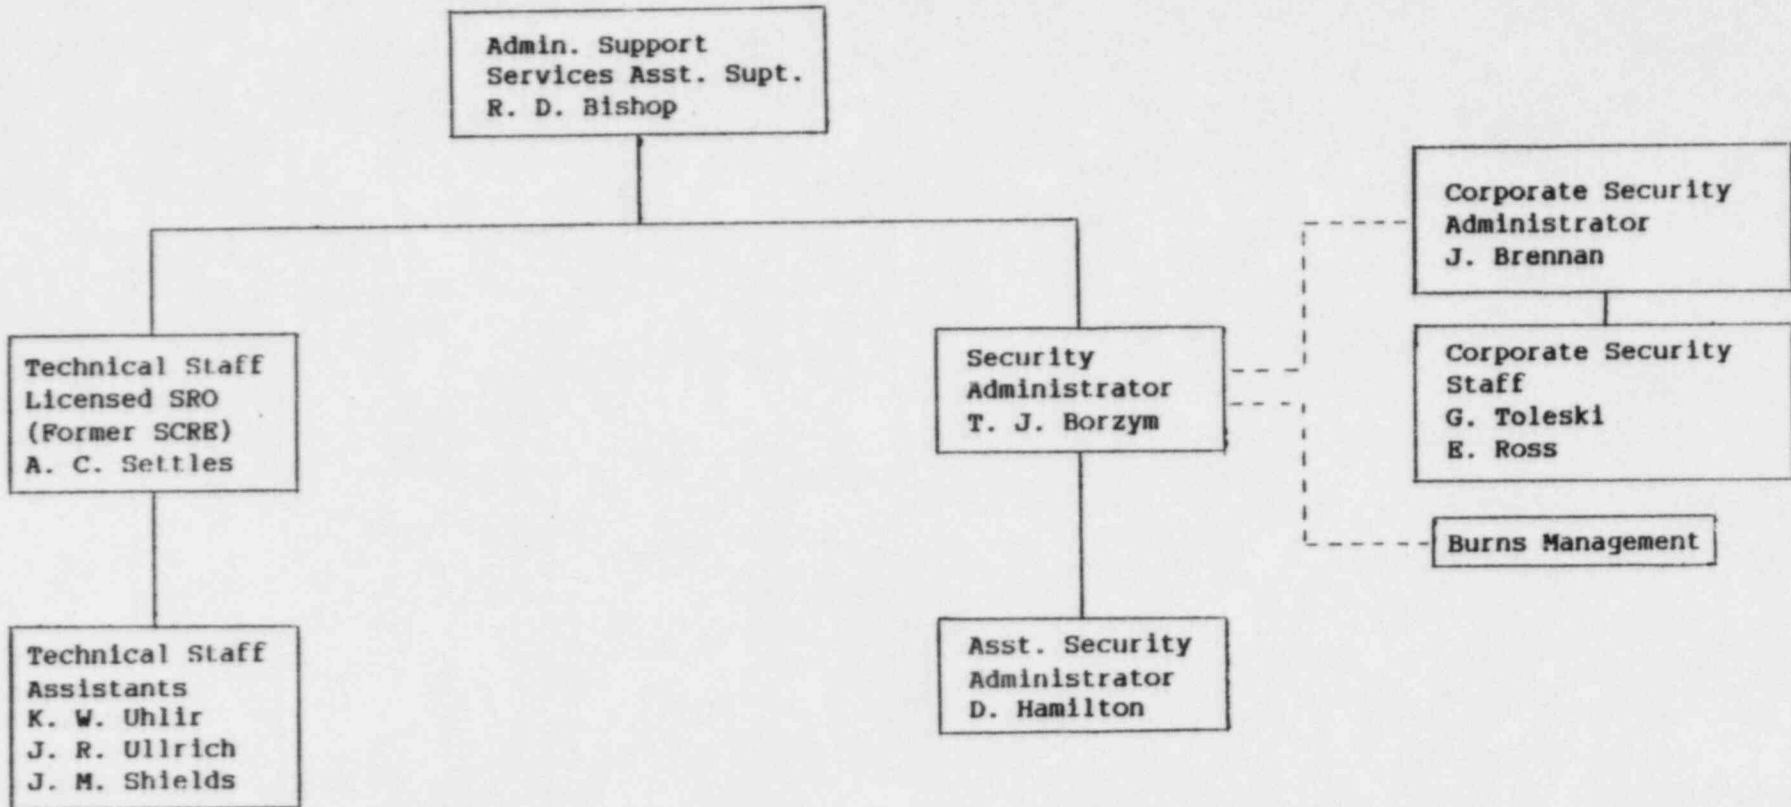 Admin. Support
Services Asst. Supt.
R. D. Bishop
Corporate Security
Administrator
J. Brennan
Technical Staff
Licensed SRO
(Former SCRE)
A. C. Settles
Security
Administrator
T. J. Borzym
Corporate Security
Staff
G. Toleski
E. Ross
Burns Management
Technical Staff
Assistants
K. W. Uhlir
J. R. Ullrich
J. M. Shields
Asst. Security
Administrator
D. Hamilton